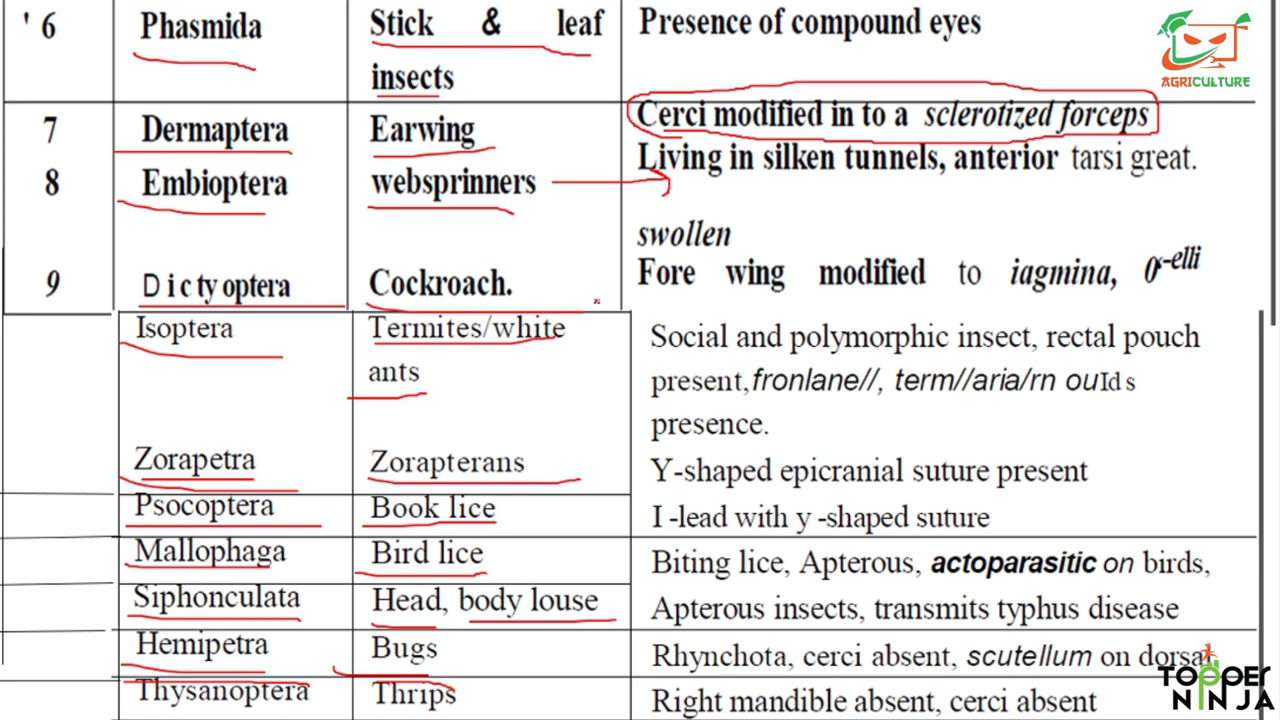 ' 6 Phasmida Stick & leaf Presence of compound eyes
insects
7 Dermaptera Earwing Cerci modified in to a sclerotized forceps
8 Embioptera websprinners Living in silken tunnels, anterior tarsi great.
swollen
9 Dictyoptera Cockroach. Fore wing modified to iagmina,
Isoptera Termites/white Social and polymorphic insect, rectal pouch
ants present, fronlane//, term//aria/rn ouIds
presence.
Zorapetra Zorapterans Y-shaped epicranial suture present
Psocoptera Book lice I -lead with y -shaped suture
Mallophaga Bird lice Biting lice, Apterous, actoparasitic on birds,
Siphonculata Head, body louse Apterous insects, transmits typhus disease
Hemipetra Bugs Rhynchota, cerci absent, scutellum on dorsal
Thysanoptera Thrips Right mandible absent, cerci absent
AGRICULTURE
TOPPER
NINJA